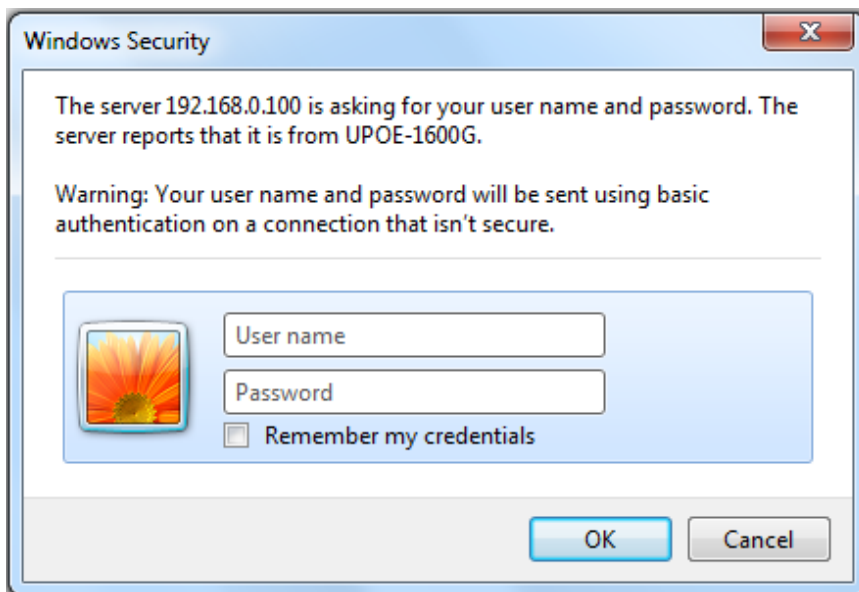 Windows Security
The server 192.168.0.100 is asking for your user name and password. The
server reports that it is from UPOE-1600G.
Warning: Your user name and password will be sent using basic
authentication on a connection that isn't secure.
User name
Password
Remember my credentials
OK
Cancel